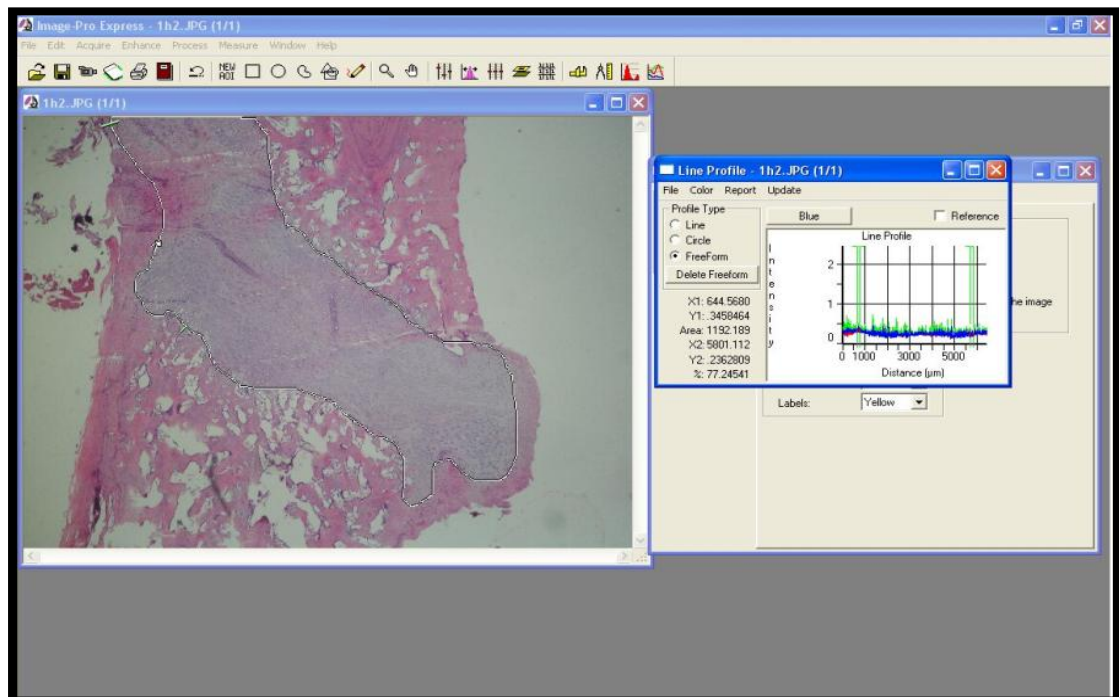 Image-Pro Express - 1h2.JPG (1/1)
File Edit Acquire Enhance Process Measure Window Help
NEW
AOI
1h2.JPG (1/1)
Line Profile - 1h2.JPG (1/1)
File Color Report Update
Profile Type
Line
Circle
FreeForm
Delete Freeform
X1: 644.5680
Y1: .3458464
Area: 1192.189
X2: 5801.112
Y2: .2362809
%: 77.24541
Blue
Reference
Line Profile
Intensity
2
1
0
0 1000 3000 5000
Distance (µm)
he image
Labels: Yellow